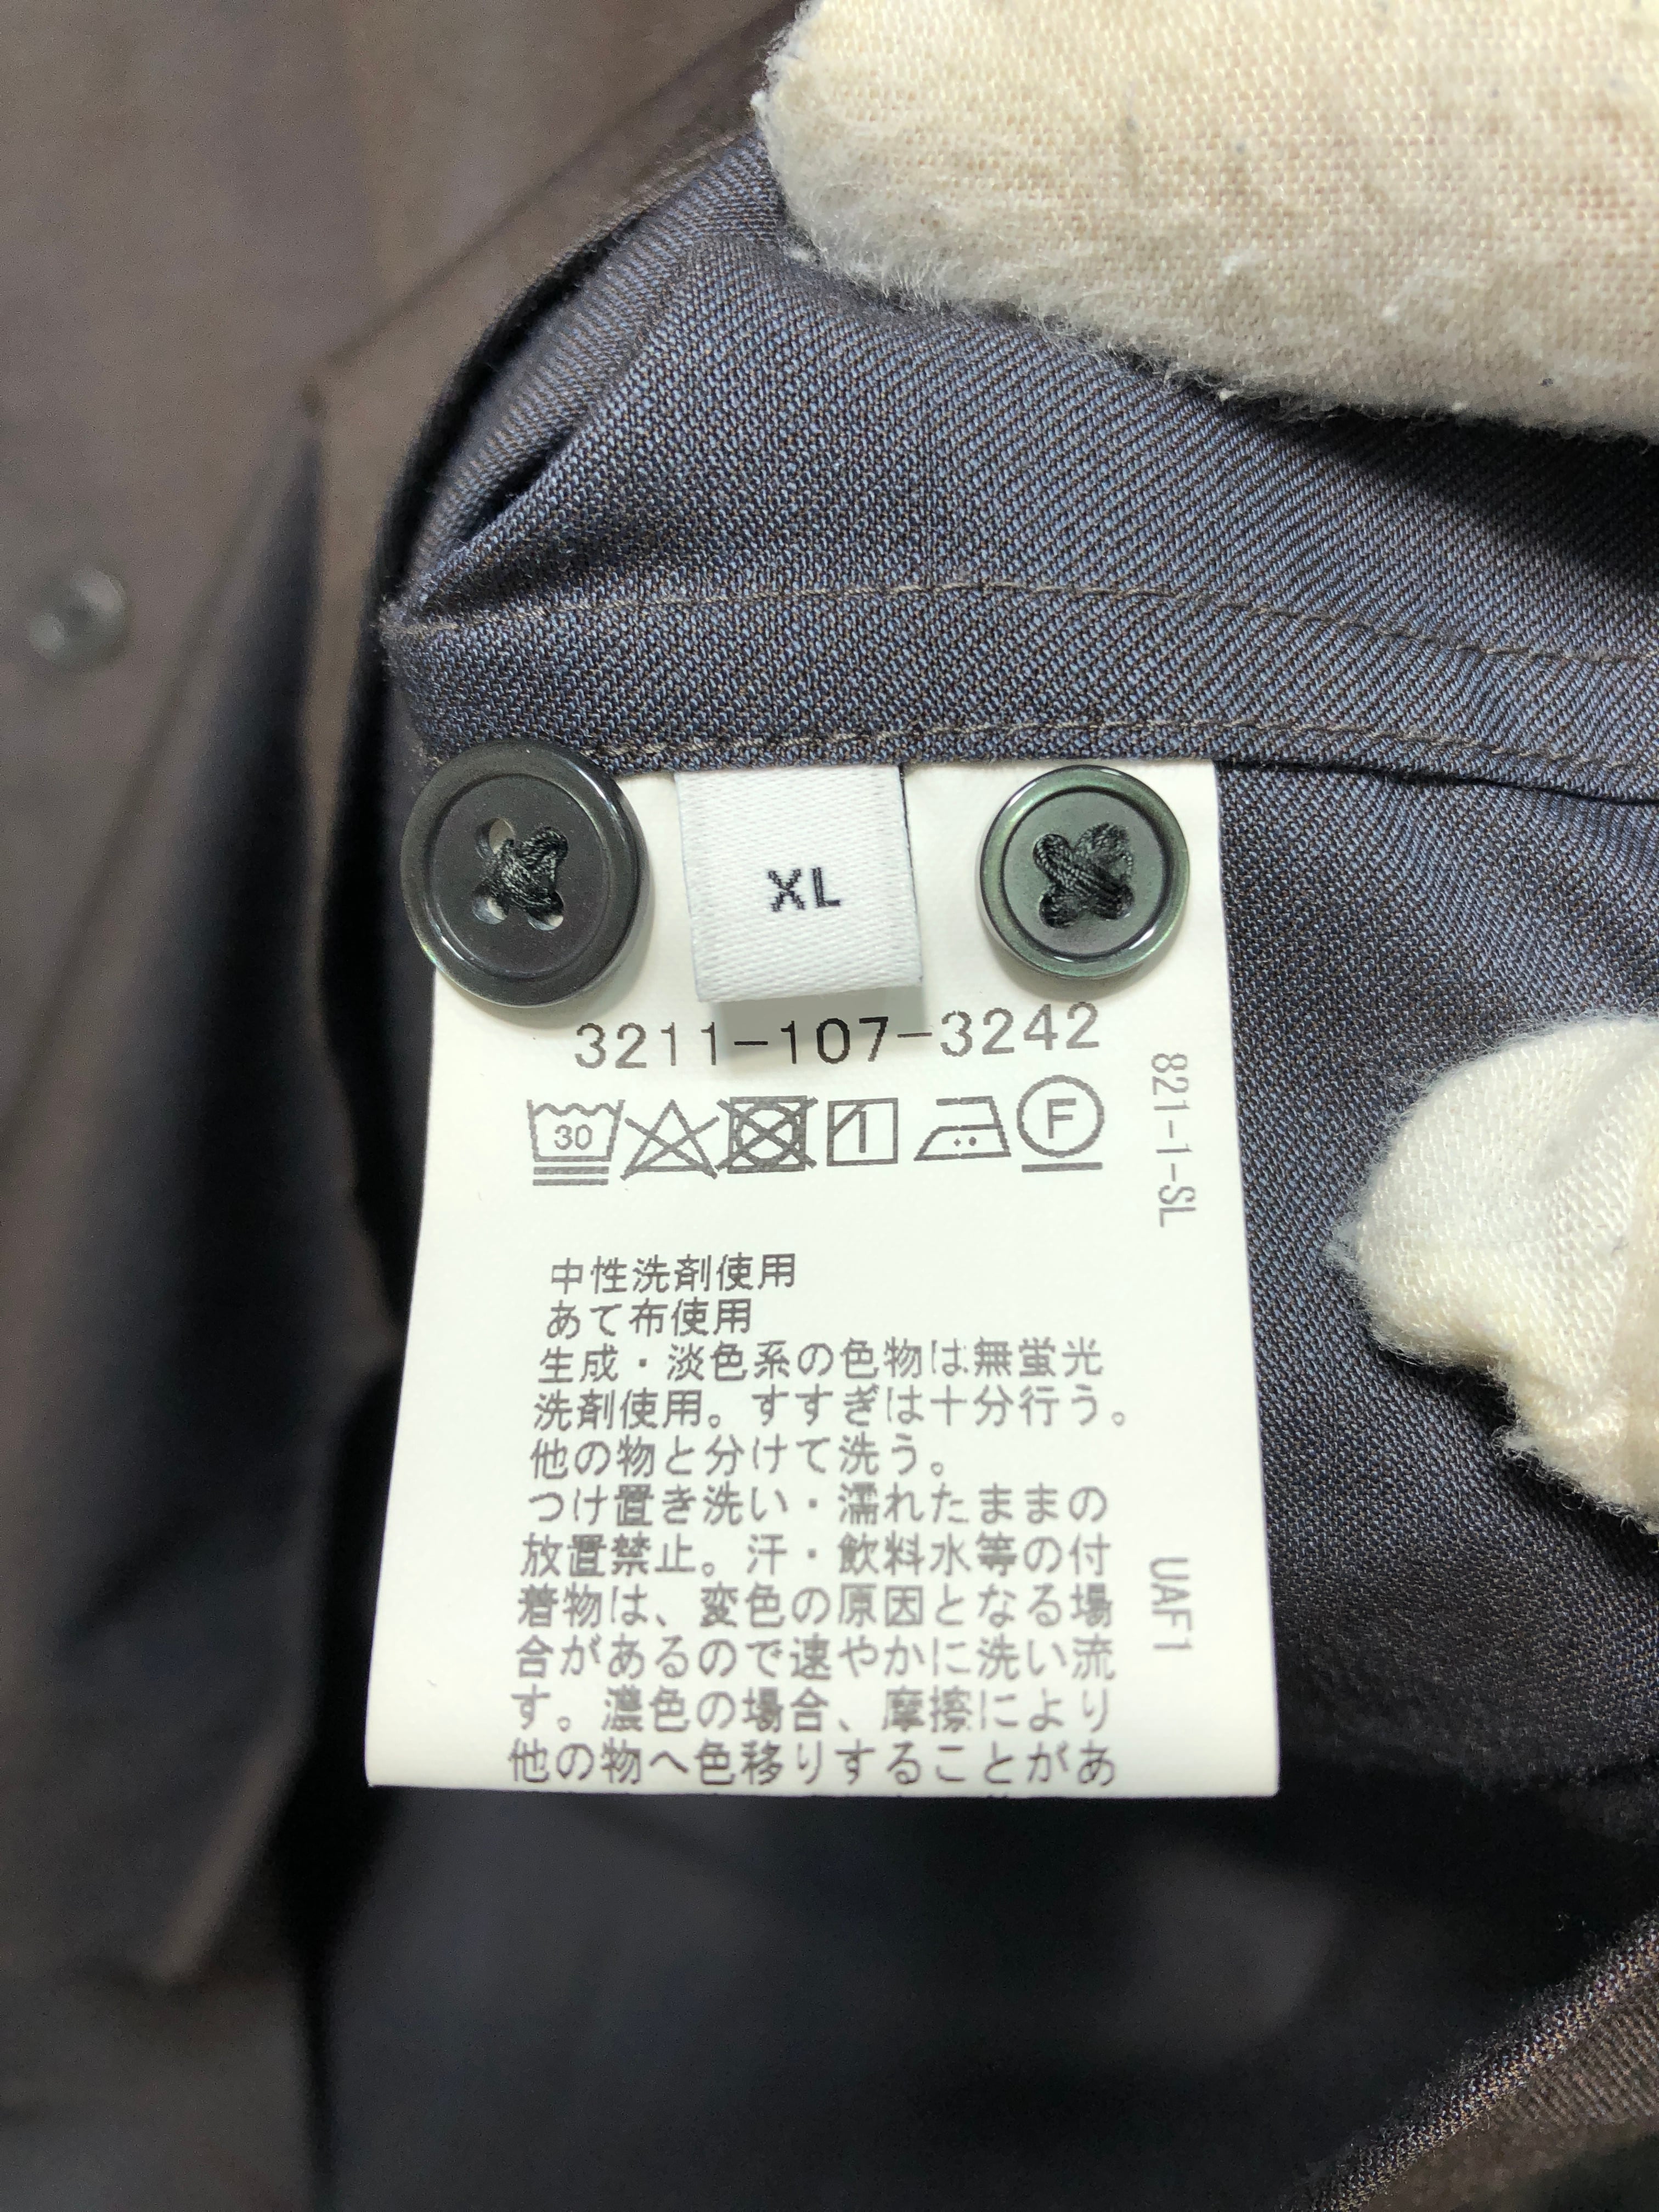 XL
3211-107-3242
30
F
821-1-SL
中性洗剤使用
あて布使用
生成・淡色系の色物は無蛍光
洗剤使用。すすぎは十分行う。
他の物と分けて洗う。
つけ置き洗い・濡れたままの
放置禁止。汗・飲料水等の付
着物は、変色の原因となる場
合があるので速やかに洗い流
す。濃色の場合、摩擦により
他の物へ色移りすることがあ
UAF1